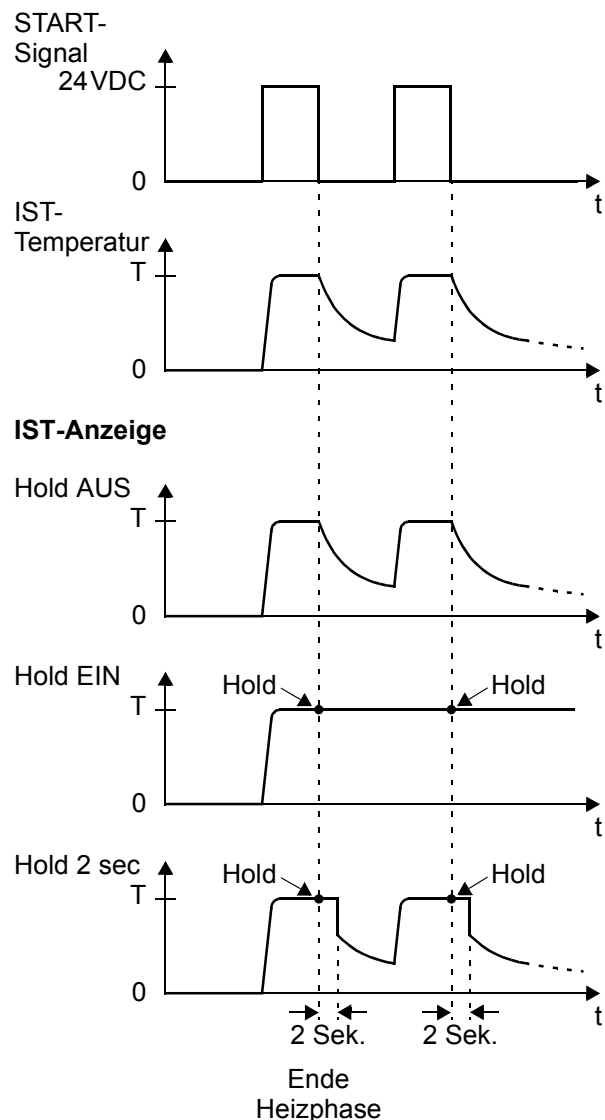 START-
Signal
24VDC
0
t
IST-
Temperatur
T
0
t
IST-Anzeige
Hold AUS
T
0
t
Hold EIN
Hold
Hold
T
0
t
Hold 2 sec
Hold
Hold
T
0
t
2 Sek.
2 Sek.
Ende
Heizphase